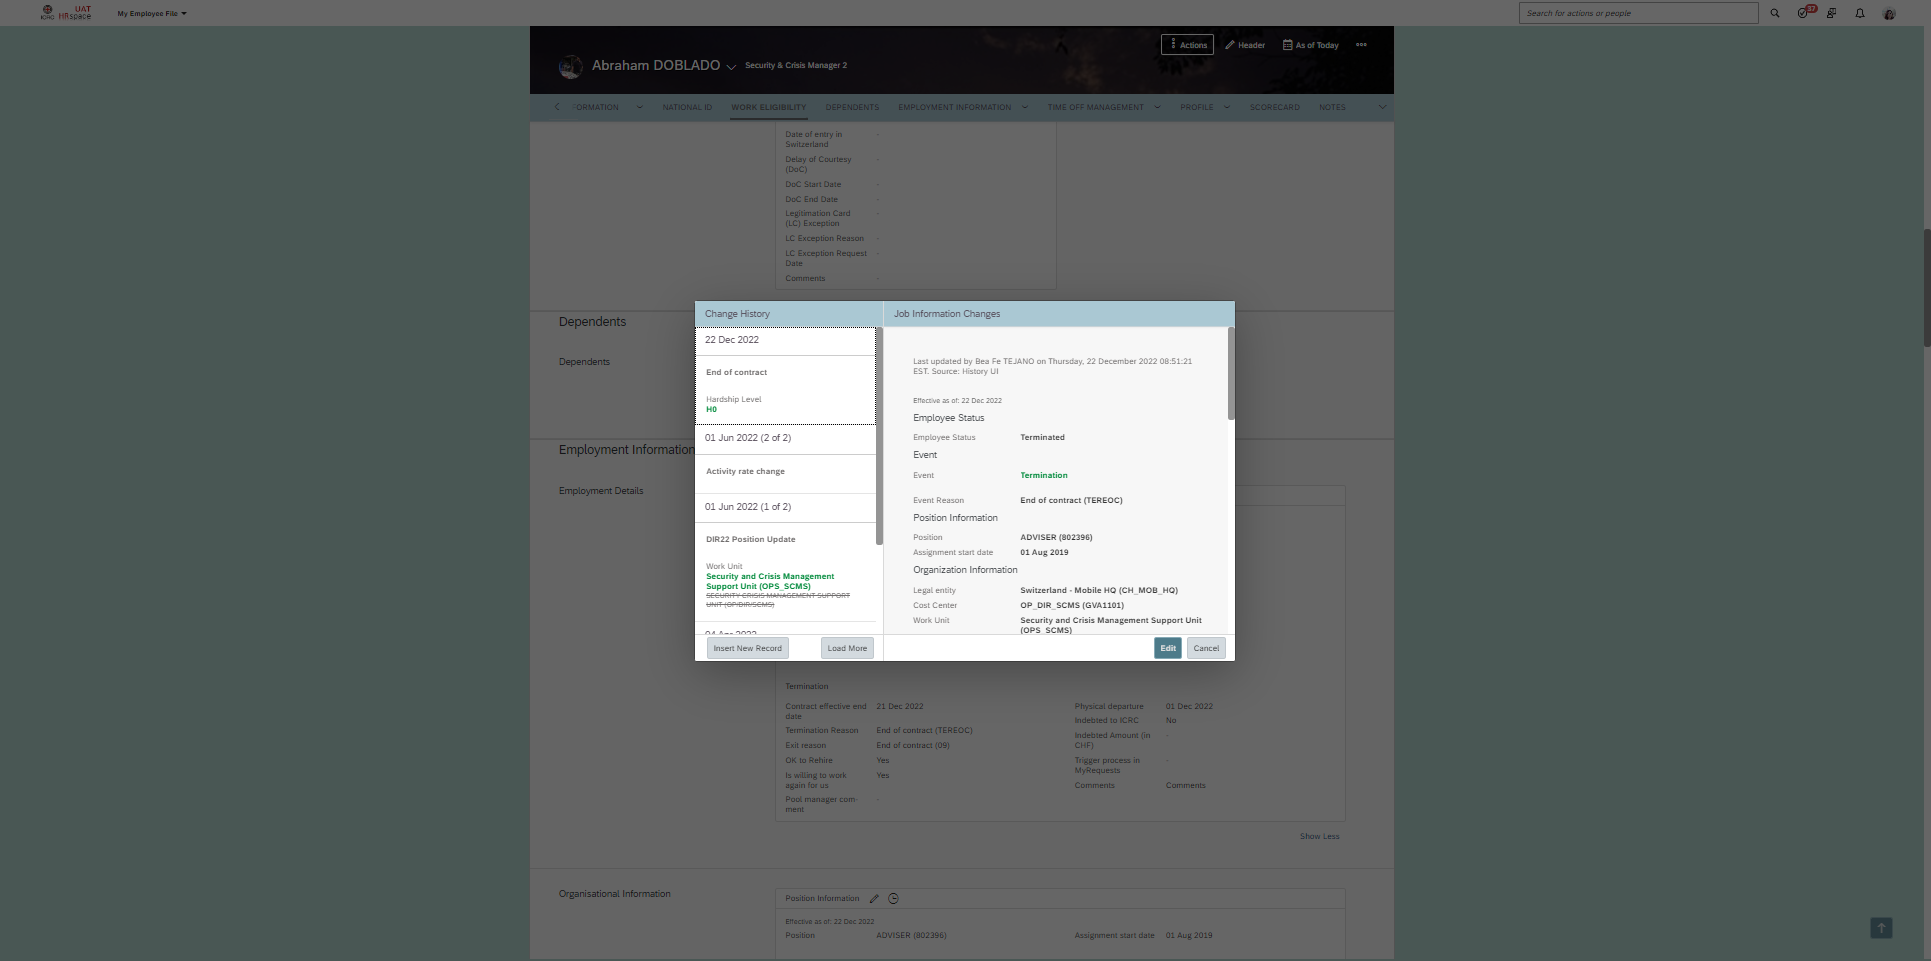 ICRC
UAT
HRspace
My Employee File
Search for actions or people
37
Actions
Header
As of Today
Abraham DOBLADO
Security & Crisis Manager 2
ORMATION
NATIONAL ID
WORK ELIGIBILITY
DEPENDENTS
EMPLOYMENT INFORMATION
TIME OFF MANAGEMENT
PROFILE
SCORECARD
NOTES
Date of entry in
Switzerland
-
Delay of Courtesy
(DoC)
-
DoC Start Date
-
DoC End Date
-
Legitimation Card
(LC) Exception
-
LC Exception Reason
-
LC Exception Request
Date
-
Comments
-
Dependents
Dependents
Employment Information
Employment Details
Change History
22 Dec 2022
End of contract
Hardship Level
H0
01 Jun 2022 (2 of 2)
Activity rate change
01 Jun 2022 (1 of 2)
DIR22 Position Update
Work Unit
Security and Crisis Management
Support Unit (OPS_SCMS)
SECURITY CRISIS MANAGEMENT SUPPORT
UNIT (OP/DIR/SCMS)
04 Apr 2022
Insert New Record
Load More
Job Information Changes
Last updated by Bea Fe TEJANO on Thursday, 22 December 2022 08:51:21
EST. Source: History UI
Effective as of: 22 Dec 2022
Employee Status
Employee Status Terminated
Event
Event Termination
Event Reason End of contract (TEREOC)
Position Information
Position ADVISER (802396)
Assignment start date 01 Aug 2019
Organization Information
Legal entity Switzerland - Mobile HQ (CH_MOB_HQ)
Cost Center OP_DIR_SCMS (GVA1101)
Work Unit Security and Crisis Management Support Unit
(OPS_SCMS)
Edit
Cancel
Termination
Contract effective end
date
21 Dec 2022
Termination Reason End of contract (TEREOC)
Exit reason End of contract (09)
OK to Rehire Yes
Is willing to work
again for us
Yes
Pool manager com-
ment
-
Physical departure 01 Dec 2022
Indebted to ICRC No
Indebted Amount (in
CHF)
-
Trigger process in
MyRequests
-
Comments Comments
Show Less
Organisational Information
Position Information
Effective as of: 22 Dec 2022
Position ADVISER (802396)
Assignment start date 01 Aug 2019